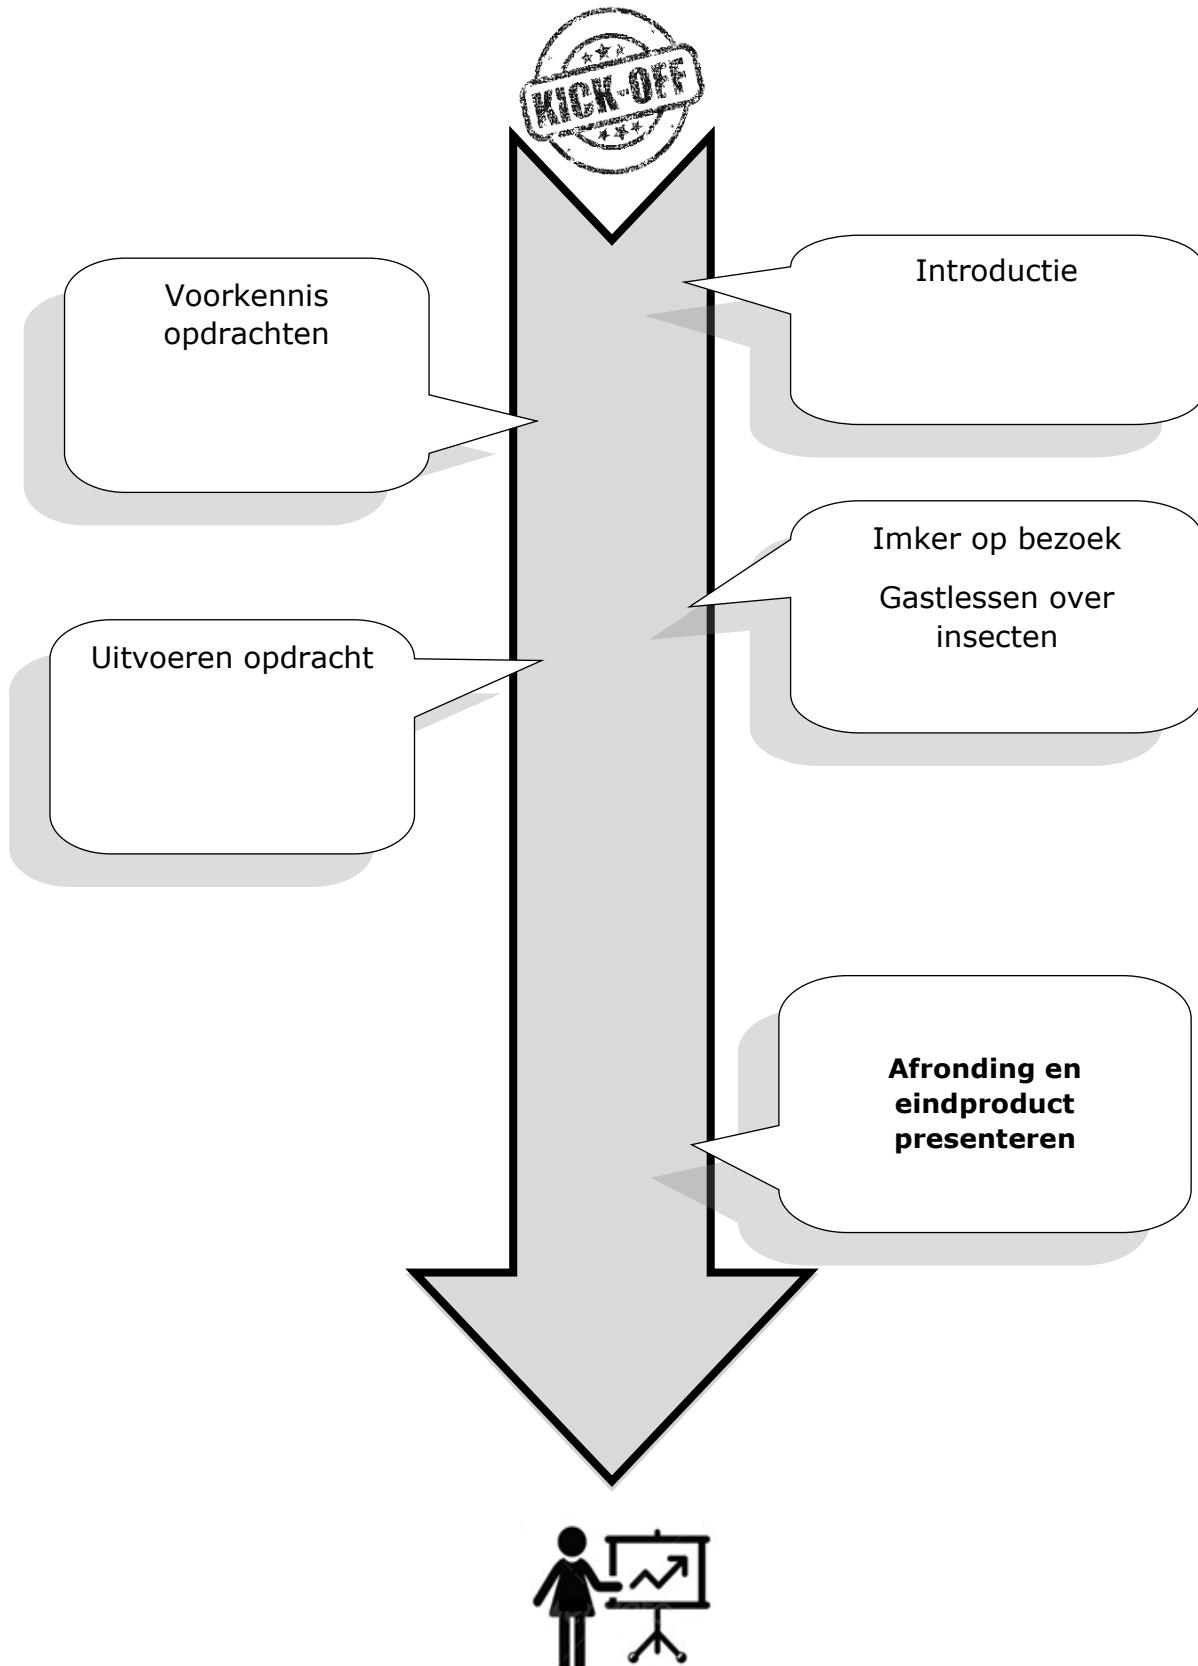 KICK-OFF
Introductie
Voorkennis
opdrachten
Imker op bezoek
Gastlessen over
insecten
Uitvoeren opdracht
Afronding en
eindproduct
presenteren